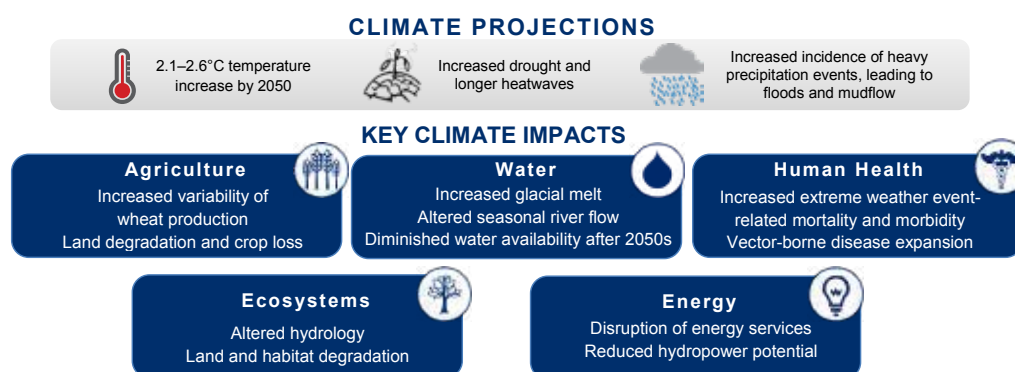 CLIMATE PROJECTIONS
2.1–2.6°C temperature
increase by 2050
Increased drought and
longer heatwaves
Increased incidence of heavy
precipitation events, leading to
floods and mudflow
KEY CLIMATE IMPACTS
Agriculture
Increased variability of
wheat production
Land degradation and crop loss
Water
Increased glacial melt
Altered seasonal river flow
Diminished water availability after 2050s
Human Health
Increased extreme weather event-
related mortality and morbidity
Vector-borne disease expansion
Ecosystems
Altered hydrology
Land and habitat degradation
Energy
Disruption of energy services
Reduced hydropower potential